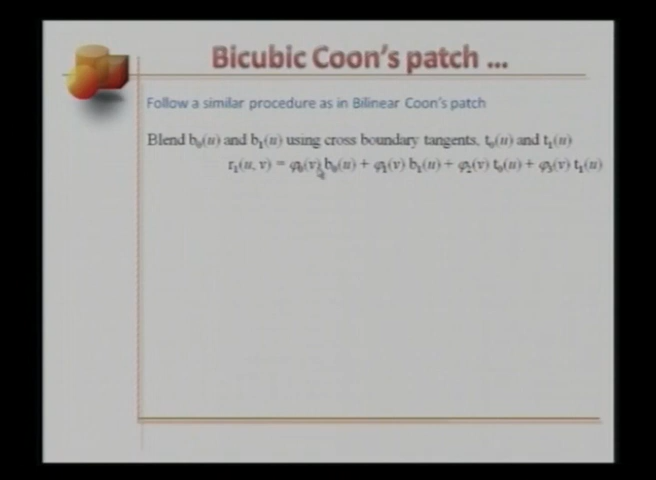 Bicubic Coon's patch ...
Follow a similar procedure as in Bilinear Coon's patch
Blend b₀(u) and b₁(u) using cross boundary tangents, t₀(u) and t₁(u)
r₁(u, v) = φ₀(v) b₀(u) + φ₁(v) b₁(u) + φ₂(v) t₀(u) + φ₃(v) t₁(u)